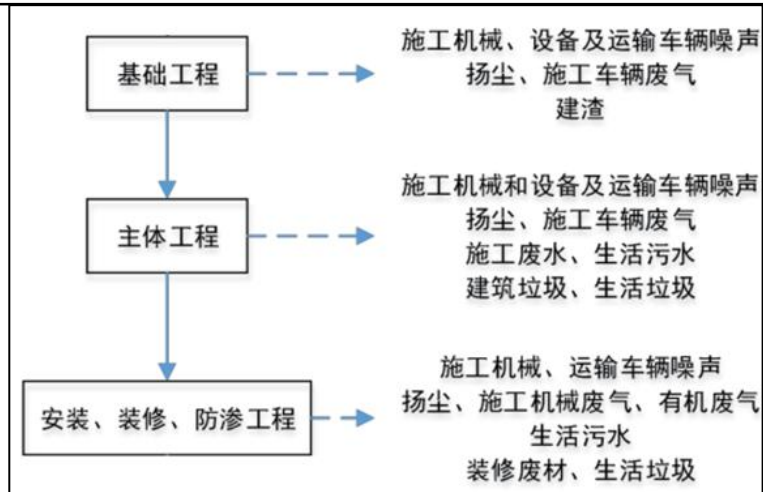 基础工程
施工机械、设备及运输车辆噪声
扬尘、施工车辆废气
建渣
主体工程
施工机械和设备及运输车辆噪声
扬尘、施工车辆废气
施工废水、生活污水
建筑垃圾、生活垃圾
安装、装修、防渗工程
施工机械、运输车辆噪声
扬尘、施工机械废气、有机废气
生活污水
装修废材、生活垃圾